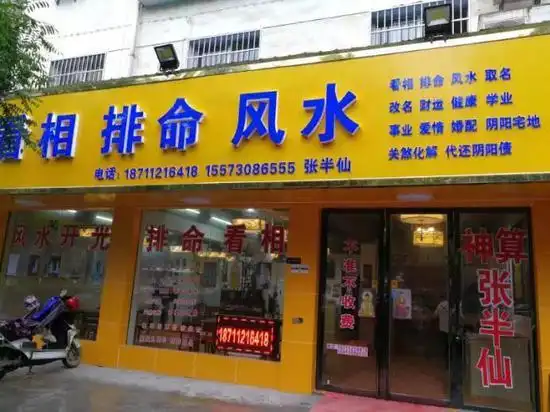 看相 排命 风水
电话:18711216418 15573086555 张半仙
看相 排命 风水 取名
改名 财运 健康 学业
事业 爱情 婚配 阴阳宅地
关煞化解 代还阴阳债
风水开光
排命看相
18711216418
不准不收费
神算
张半仙